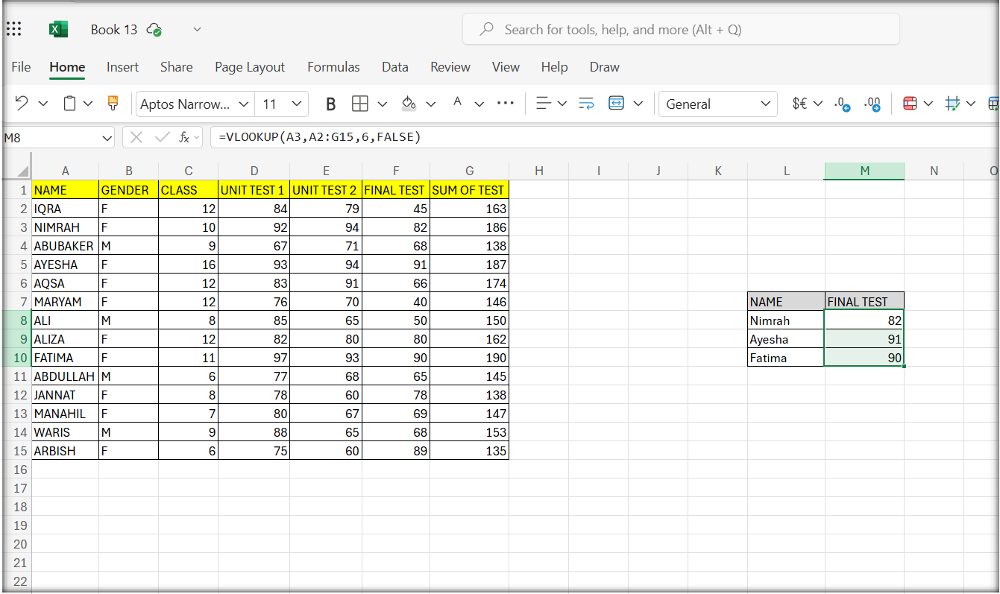 Book 13
Search for tools, help, and more (Alt + Q)
File Home Insert Share Page Layout Formulas Data Review View Help Draw
Aptos Narrow... 11 B A ... General $€ .0 .00
M8 fx =VLOOKUP(A3,A2:G15,6,FALSE)
A B C D E F G H I J K L M N O
1 NAME GENDER CLASS UNIT TEST 1 UNIT TEST 2 FINAL TEST SUM OF TEST
2 IQRA F 12 84 79 45 163
3 NIMRAH F 10 92 94 82 186
4 ABUBAKER M 9 67 71 68 138
5 AYESHA F 16 93 94 91 187
6 AQSA F 12 83 91 66 174
7 MARYAM F 12 76 70 40 146 NAME FINAL TEST
8 ALI M 8 85 65 50 150 Nimrah 82
9 ALIZA F 12 82 80 80 162 Ayesha 91
10 FATIMA F 11 97 93 90 190 Fatima 90
11 ABDULLAH M 6 77 68 65 145
12 JANNAT F 8 78 60 78 138
13 MANAHIL F 7 80 67 69 147
14 WARIS M 9 88 65 68 153
15 ARBISH F 6 75 60 89 135
16
17
18
19
20
21
22